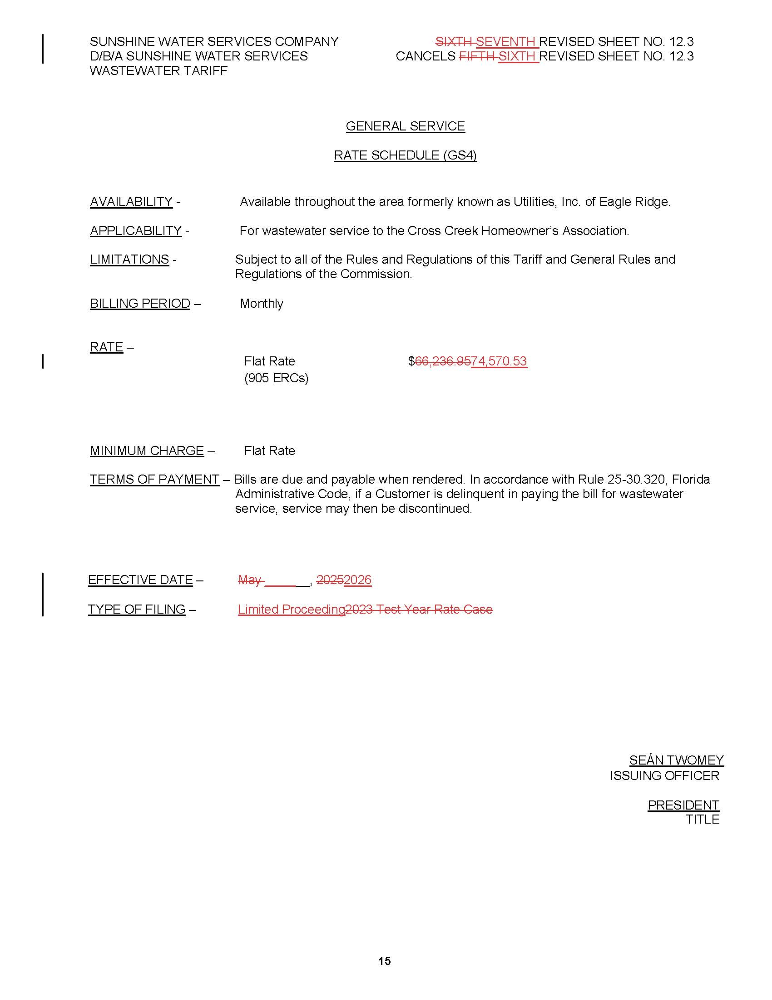 SUNSHINE WATER SERVICES COMPANY SIXTH SEVENTH REVISED SHEET NO. 12.3
D/B/A SUNSHINE WATER SERVICES CANCELS FIFTH SIXTH REVISED SHEET NO. 12.3
WASTEWATER TARIFF
GENERAL SERVICE
RATE SCHEDULE (GS4)
AVAILABILITY - Available throughout the area formerly known as Utilities, Inc. of Eagle Ridge.
APPLICABILITY - For wastewater service to the Cross Creek Homeowner’s Association.
LIMITATIONS - Subject to all of the Rules and Regulations of this Tariff and General Rules and
Regulations of the Commission.
BILLING PERIOD – Monthly
RATE –
Flat Rate $66,236.9574,570.53
(905 ERCs)
MINIMUM CHARGE – Flat Rate
TERMS OF PAYMENT – Bills are due and payable when rendered. In accordance with Rule 25-30.320, Florida
Administrative Code, if a Customer is delinquent in paying the bill for wastewater
service, service may then be discontinued.
EFFECTIVE DATE – May ______, 20252026
TYPE OF FILING – Limited Proceeding2023 Test Year Rate Case
SEÁN TWOMEY
ISSUING OFFICER
PRESIDENT
TITLE
15